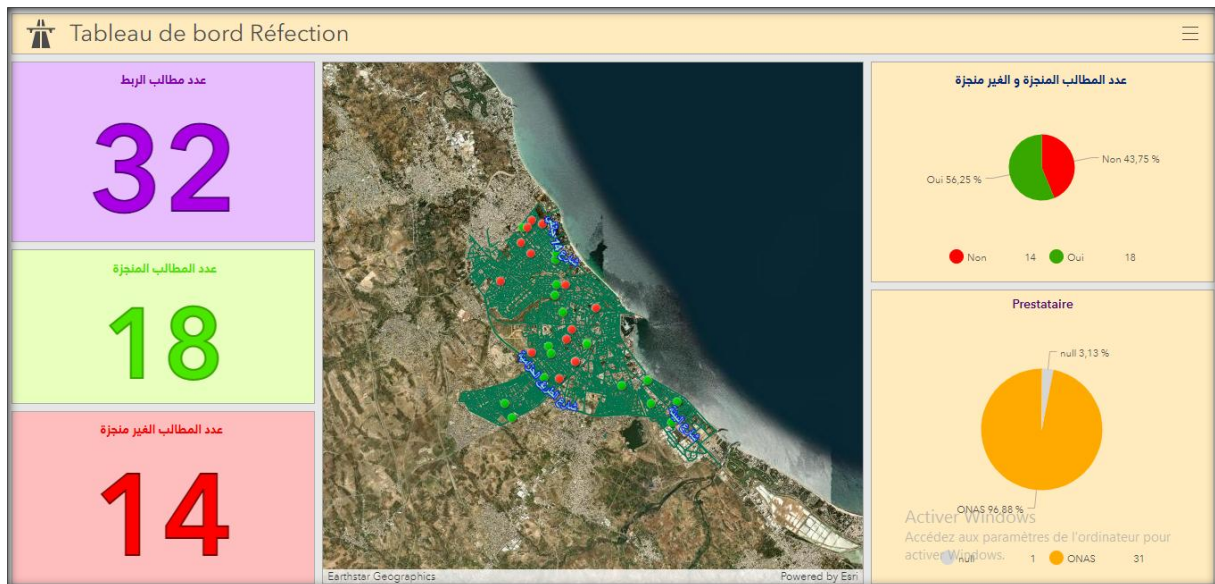 Tableau de bord Réfection
عدد مطالب الربط
32
عدد المطالب المنجزة
18
عدد المطالب الغير منجزة
14
Earthstar Geographics
Powered by Esri
عدد المطالب المنجزة و الغير منجزة
Non 43,75 %
Oui 56,25 %
Non 14 Oui 18
Prestataire
null 3,13 %
ONAS 96,88 %
Activer Windows
Accédez aux paramètres de l'ordinateur pour
activer Windows.
null 1 ONAS 31